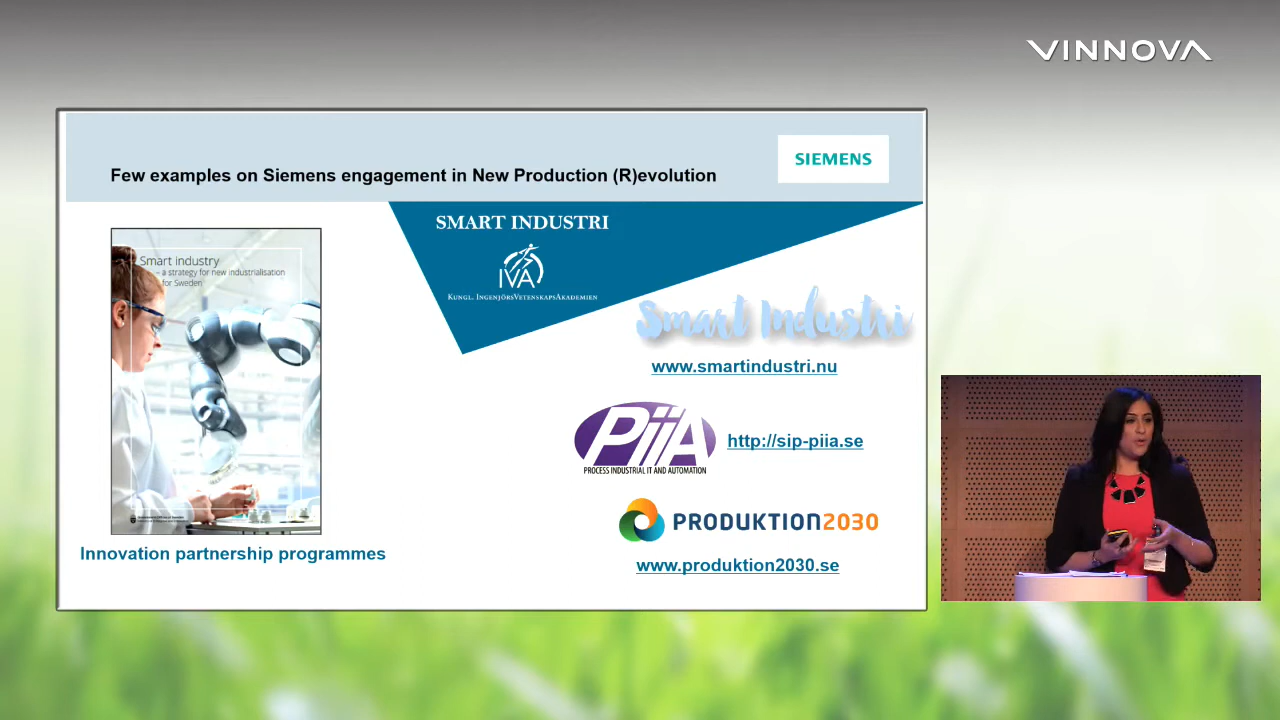 VINNOVA
SIEMENS
Few examples on Siemens engagement in New Production (R)evolution
SMART INDUSTRI
IVA
KUNGL. INGENJÖRSVETENSKAPSAKADEMIEN
Smart industry
– a strategy for new industrialisation
for Sweden
Smart Industri
www.smartindustri.nu
PiiA
PROCESS INDUSTRIAL IT AND AUTOMATION
http://sip-piia.se
PRODUKTION2030
www.produktion2030.se
Innovation partnership programmes